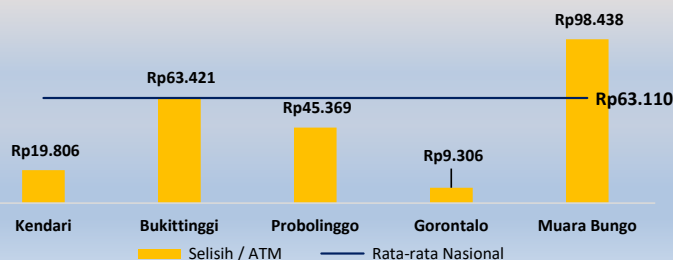 Rp98.438
Rp63.421
Rp63.110
Rp45.369
Rp19.806
Rp9.306
Kendari
Bukittinggi
Probolinggo
Gorontalo
Muara Bungo
Selisih / ATM
Rata-rata Nasional